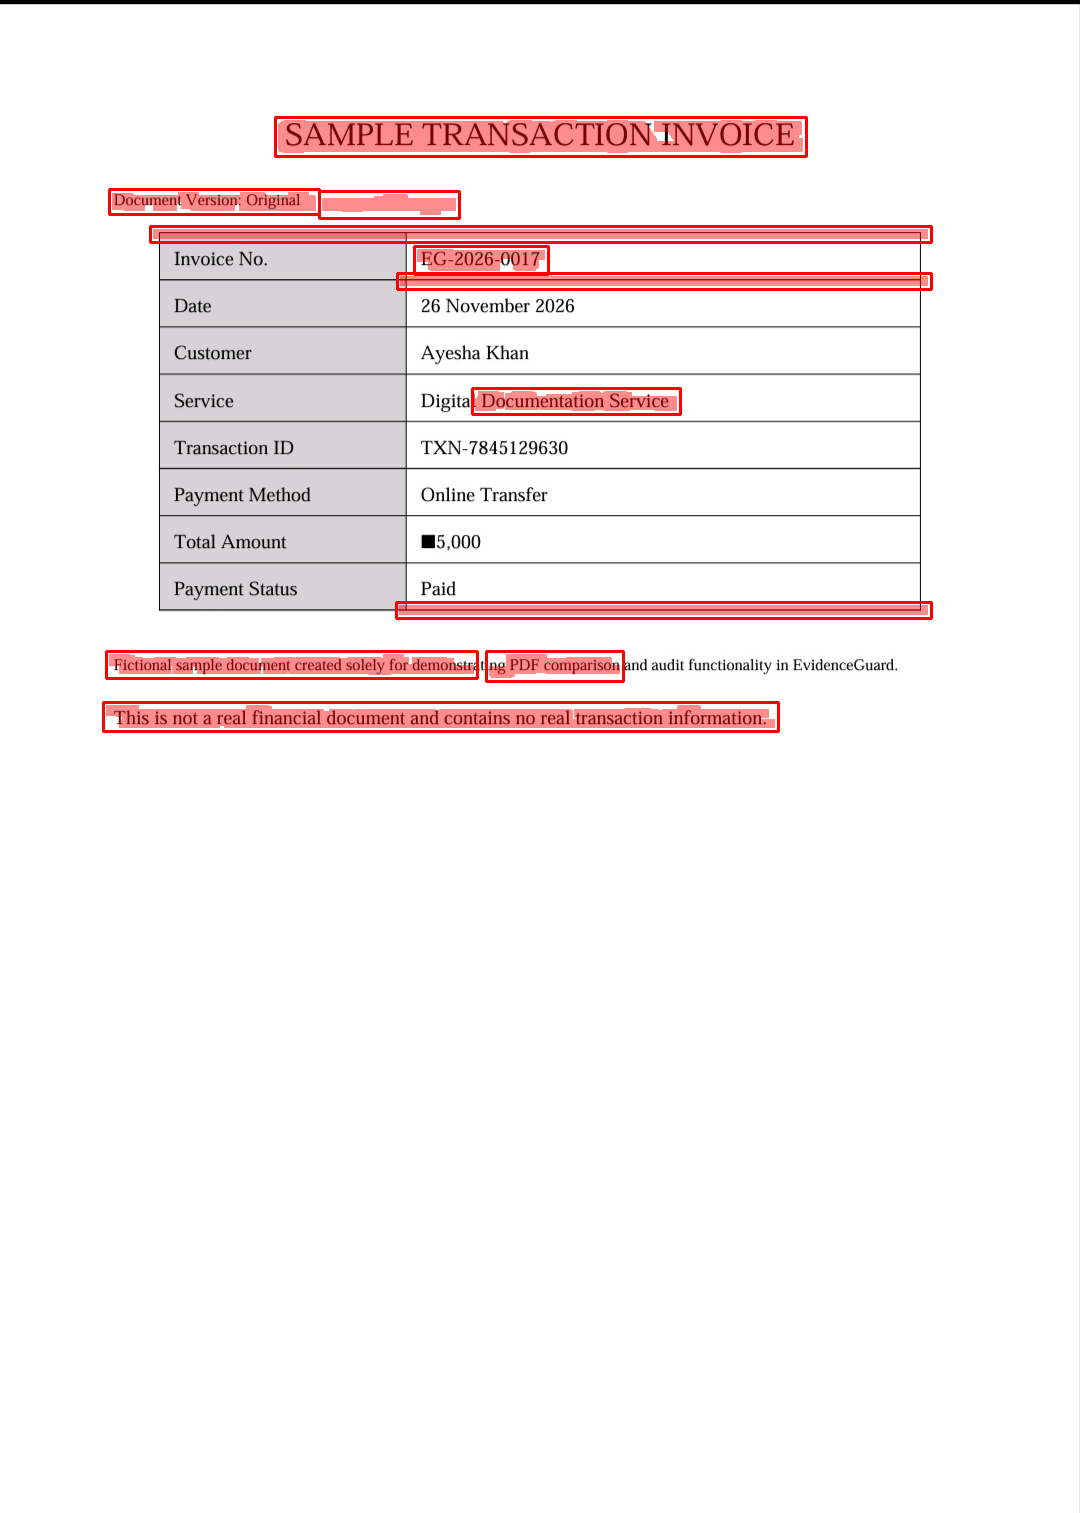 SAMPLE TRANSACTION INVOICE
Document Version: Original
Invoice No. EG-2026-0017
Date 26 November 2026
Customer Ayesha Khan
Service Digital Documentation Service
Transaction ID TXN-7845129630
Payment Method Online Transfer
Total Amount ■5,000
Payment Status Paid
Fictional sample document created solely for demonstrating PDF comparison and audit functionality in EvidenceGuard.
This is not a real financial document and contains no real transaction information.